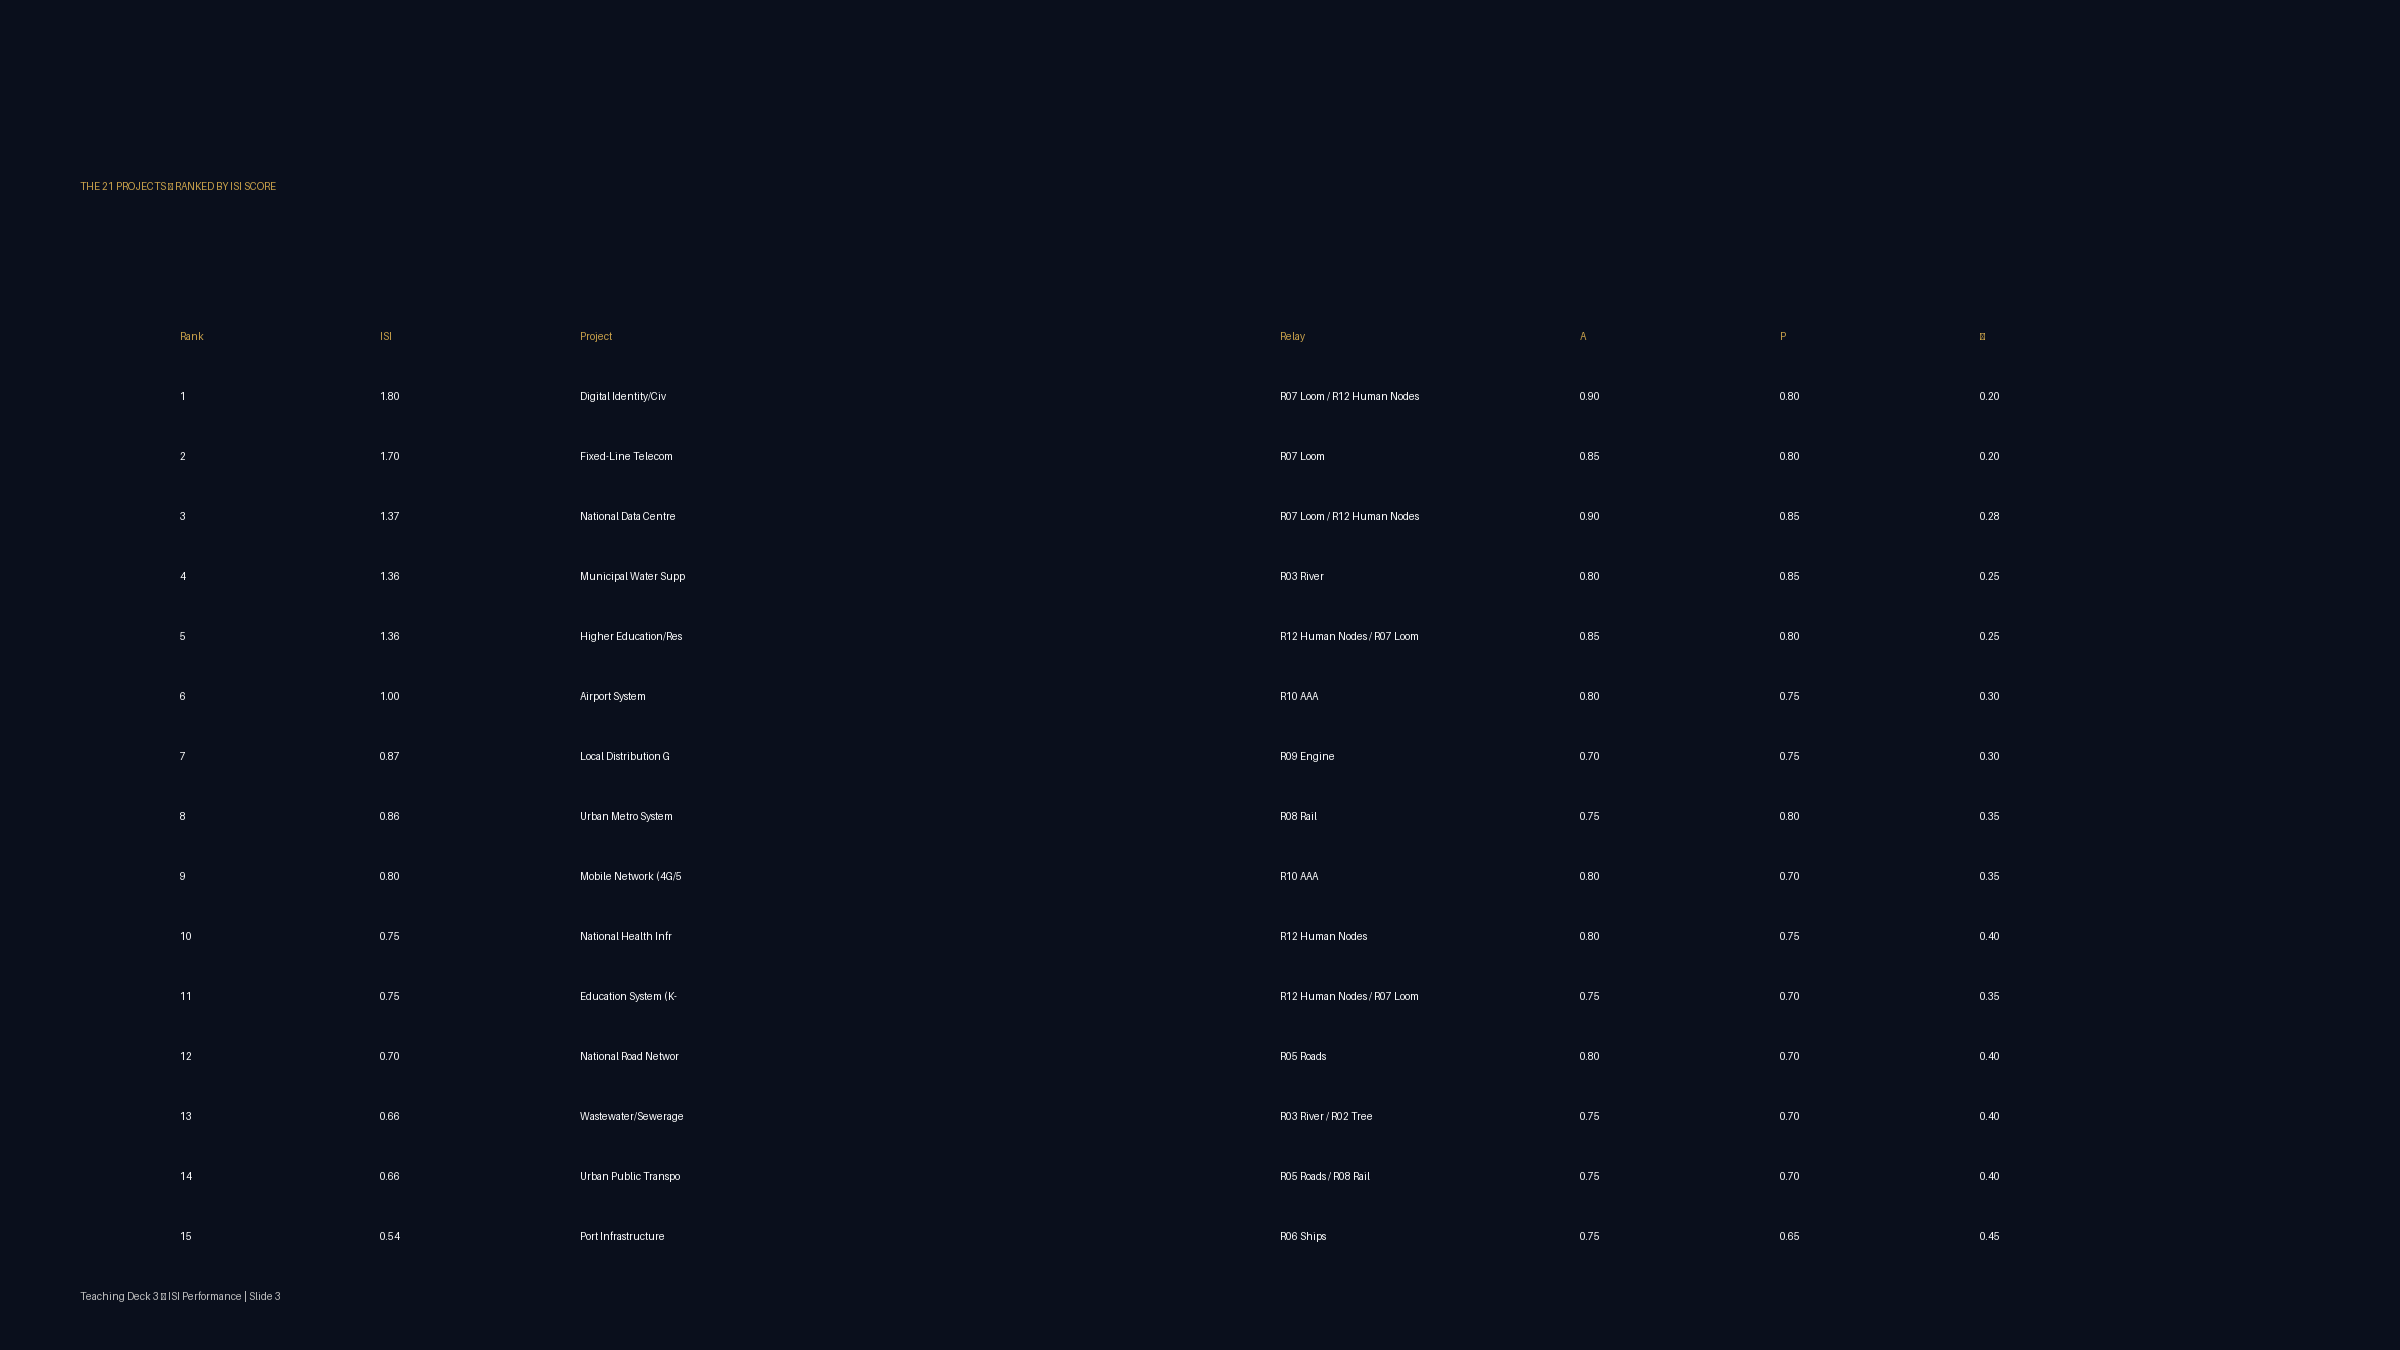 THE 21 PROJECTS ▯ RANKED BY ISI SCORE
Rank ISI Project Relay A P ▯
1 1.80 Digital Identity/Civ R07 Loom / R12 Human Nodes 0.90 0.80 0.20
2 1.70 Fixed-Line Telecom R07 Loom 0.85 0.80 0.20
3 1.37 National Data Centre R07 Loom / R12 Human Nodes 0.90 0.85 0.28
4 1.36 Municipal Water Supp R03 River 0.80 0.85 0.25
5 1.36 Higher Education/Res R12 Human Nodes / R07 Loom 0.85 0.80 0.25
6 1.00 Airport System R10 AAA 0.80 0.75 0.30
7 0.87 Local Distribution G R09 Engine 0.70 0.75 0.30
8 0.86 Urban Metro System R08 Rail 0.75 0.80 0.35
9 0.80 Mobile Network (4G/5 R10 AAA 0.80 0.70 0.35
10 0.75 National Health Infr R12 Human Nodes 0.80 0.75 0.40
11 0.75 Education System (K- R12 Human Nodes / R07 Loom 0.75 0.70 0.35
12 0.70 National Road Networ R05 Roads 0.80 0.70 0.40
13 0.66 Wastewater/Sewerage R03 River / R02 Tree 0.75 0.70 0.40
14 0.66 Urban Public Transpo R05 Roads / R08 Rail 0.75 0.70 0.40
15 0.54 Port Infrastructure R06 Ships 0.75 0.65 0.45
Teaching Deck 3 ▯ ISI Performance | Slide 3